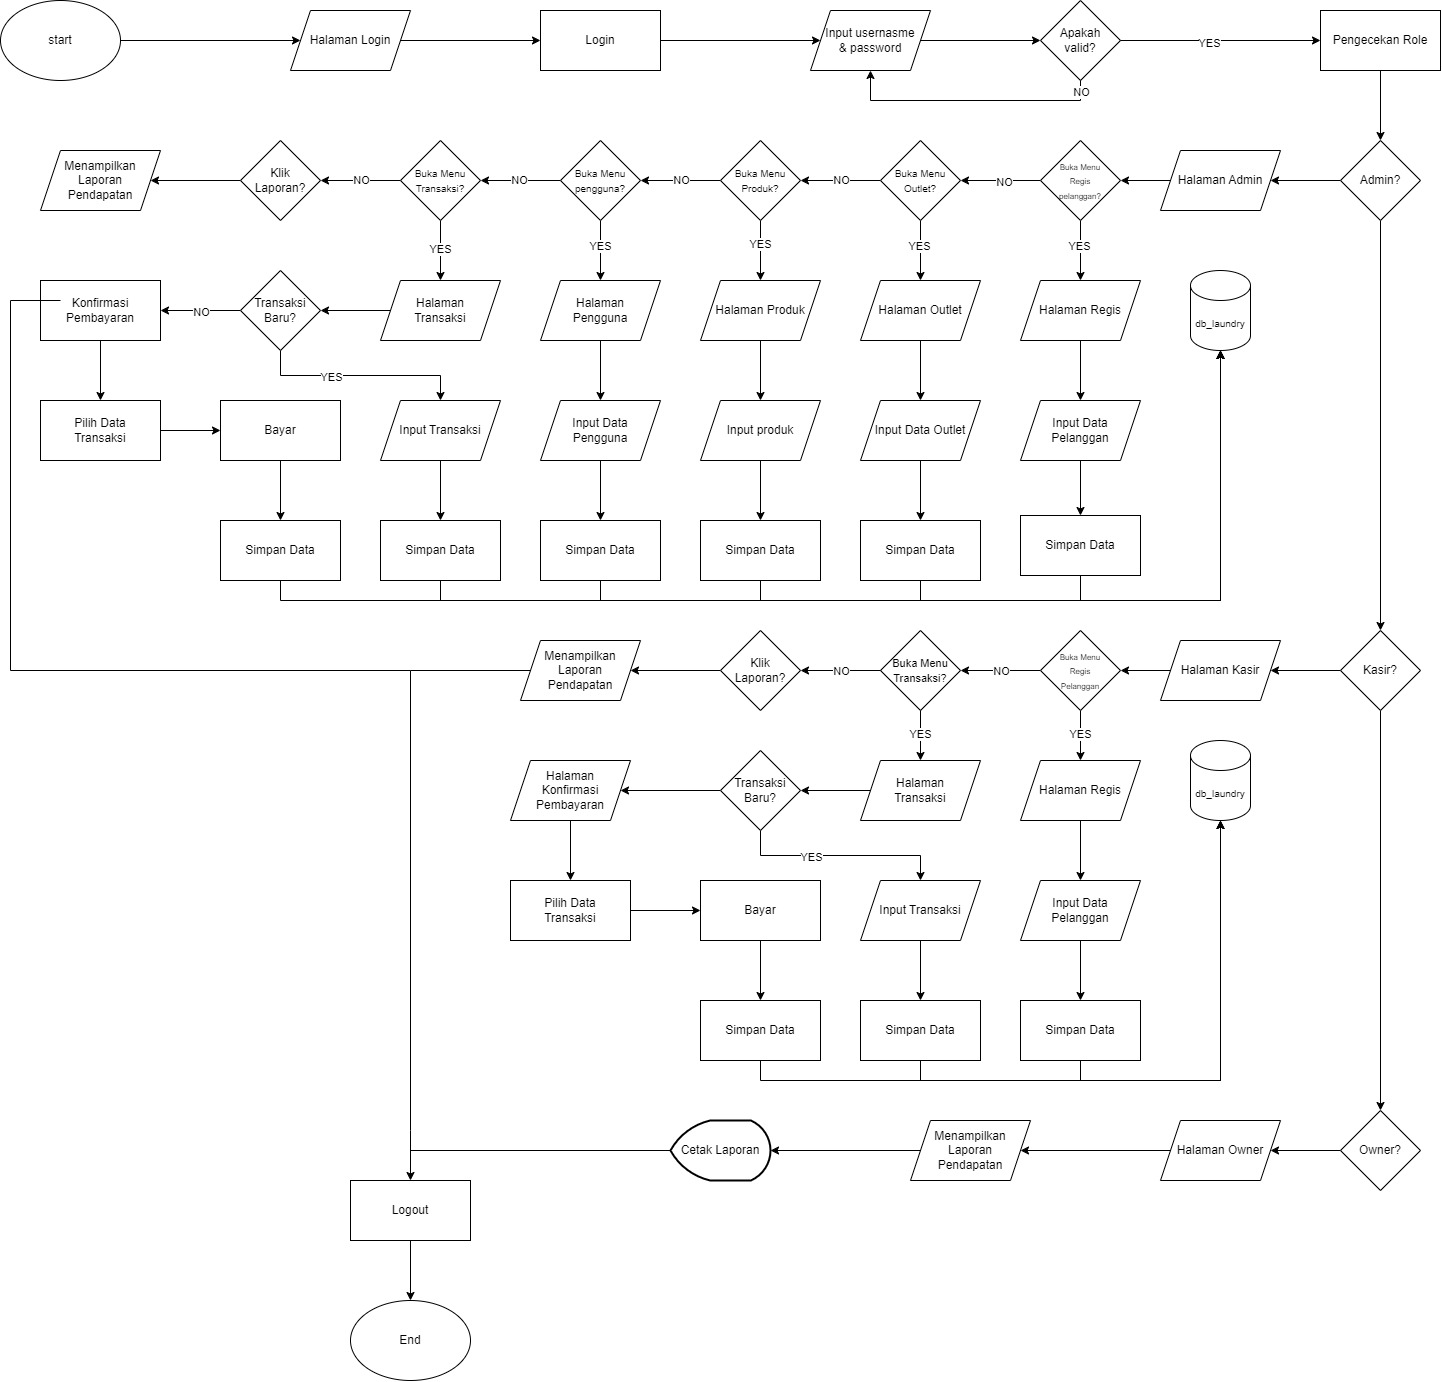 start
Halaman Login
Login
Input usernasme
& password
Apakah
valid?
YES
Pengecekan Role
NO
Menampilkan
Laporan
Pendapatan
Klik
Laporan?
NO
Buka Menu
Transaksi?
NO
Buka Menu
pengguna?
NO
Buka Menu
Produk?
NO
Buka Menu
Outlet?
NO
Buka Menu
Regis
pelanggan?
Halaman Admin
Admin?
YES
YES
YES
YES
YES
Konfirmasi
Pembayaran
NO
Transaksi
Baru?
Halaman
Transaksi
Halaman
Pengguna
Halaman Produk
Halaman Outlet
Halaman Regis
db_laundry
YES
Pilih Data
Transaksi
Bayar
Input Transaksi
Input Data
Pengguna
Input produk
Input Data Outlet
Input Data
Pelanggan
Simpan Data
Simpan Data
Simpan Data
Simpan Data
Simpan Data
Simpan Data
Menampilkan
Laporan
Pendapatan
Klik
Laporan?
NO
Buka Menu
Transaksi?
NO
Buka Menu
Regis
Pelanggan
Halaman Kasir
Kasir?
YES
YES
Halaman
Konfirmasi
Pembayaran
Transaksi
Baru?
Halaman
Transaksi
Halaman Regis
db_laundry
YES
Pilih Data
Transaksi
Bayar
Input Transaksi
Input Data
Pelanggan
Simpan Data
Simpan Data
Simpan Data
Cetak Laporan
Menampilkan
Laporan
Pendapatan
Halaman Owner
Owner?
Logout
End